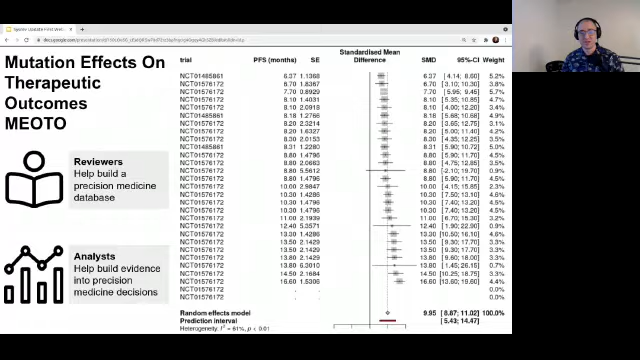 Mutation Effects On
Therapeutic
Outcomes
MEOTO
Reviewers
Help build a
precision medicine
database
Analysts
Help build evidence
into precision
medicine decisions
Standardised Mean
trial PFS (months) SE Difference SMD 95%-CI Weight
NCT01485861 6.37 1.1368 6.37 [ 4.14; 8.60] 5.2%
NCT01576172 6.70 1.8367 6.70 [ 3.10; 10.30] 3.8%
NCT01576172 7.70 0.8929 7.70 [ 5.95; 9.45] 5.7%
NCT01576172 8.10 1.4031 8.10 [ 5.35; 10.85] 4.6%
NCT01576172 8.10 2.0918 8.10 [ 4.00; 12.20] 3.4%
NCT01485861 8.18 1.2766 8.18 [ 5.68; 10.68] 4.9%
NCT01576172 8.20 2.3214 8.20 [ 3.65; 12.75] 3.1%
NCT01576172 8.20 1.6327 8.20 [ 5.00; 11.40] 4.2%
NCT01576172 8.30 2.0153 8.30 [ 4.35; 12.25]
NCT01485861 8.31 1.2280 8.31 [ 5.90; 10.72] 5.0%
NCT01576172 8.80 1.4796 8.80 [ 5.90; 11.70] 4.5%
NCT01576172 8.80 2.0663 8.80 [ 4.75; 12.85] 3.5%
NCT01576172 8.80 5.5612 8.80 [-2.10; 19.70]
NCT01576172 8.80 1.4796 8.80 [ 5.90; 11.70] 4.5%
NCT01576172 10.00 2.9847 10.00 [ 4.15; 15.85]
NCT01576172 10.30 1.4286 10.30 [ 7.50; 13.10]
NCT01576172 10.30 1.4796 10.30 [ 7.40; 13.20] 4.5%
NCT01576172 10.30 1.4796 10.30 [ 7.40; 13.20] 4.5%
NCT01576172 11.00 2.1939 11.00 [ 6.70; 15.30]
NCT01576172 12.40 5.3571 12.40 [ 1.90; 22.90]
NCT01576172 13.30 1.4286 13.30 [10.50; 16.10]
NCT01576172 13.50 2.1429 13.50 [ 9.30; 17.70] 3.3%
NCT01576172 13.50 2.1429 13.50 [ 9.30; 17.70] 3.3%
NCT01576172 13.80 2.1429 13.80 [ 9.60; 18.00] 3.3%
NCT01576172 13.80 6.3010 13.80 [ 1.45; 26.15] 0.7%
NCT01576172 14.50 2.1684 14.50 [10.25; 18.75] 3.3%
NCT01576172 16.60 1.5306 16.60 [13.60; 19.60] 4.4%
NCT01576172 . . 0.0%
NCT01576172 . . 0.0%
Random effects model 9.95 [ 8.87; 11.02] 100.0%
Prediction interval [ 5.43; 14.47]
Heterogeneity: I² = 61%, p < 0.01